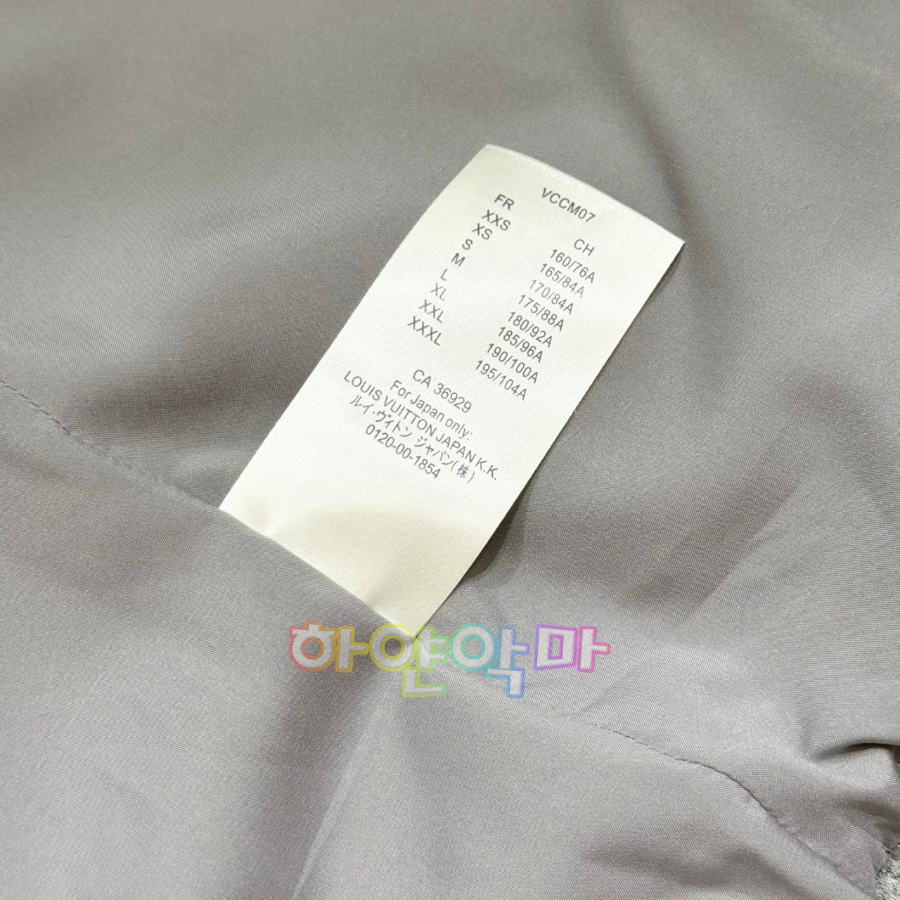 VCCM07
FR CH
XXS 160/76A
XS 165/84A
S 170/84A
M 175/88A
L 180/92A
XL 185/96A
XXL 190/100A
XXXL 195/104A
CA 36929
For Japan only:
LOUIS VUITTON JAPAN K.K.
ルイ・ヴィトン ジャパン(株)
0120-00-1854
하얀악마